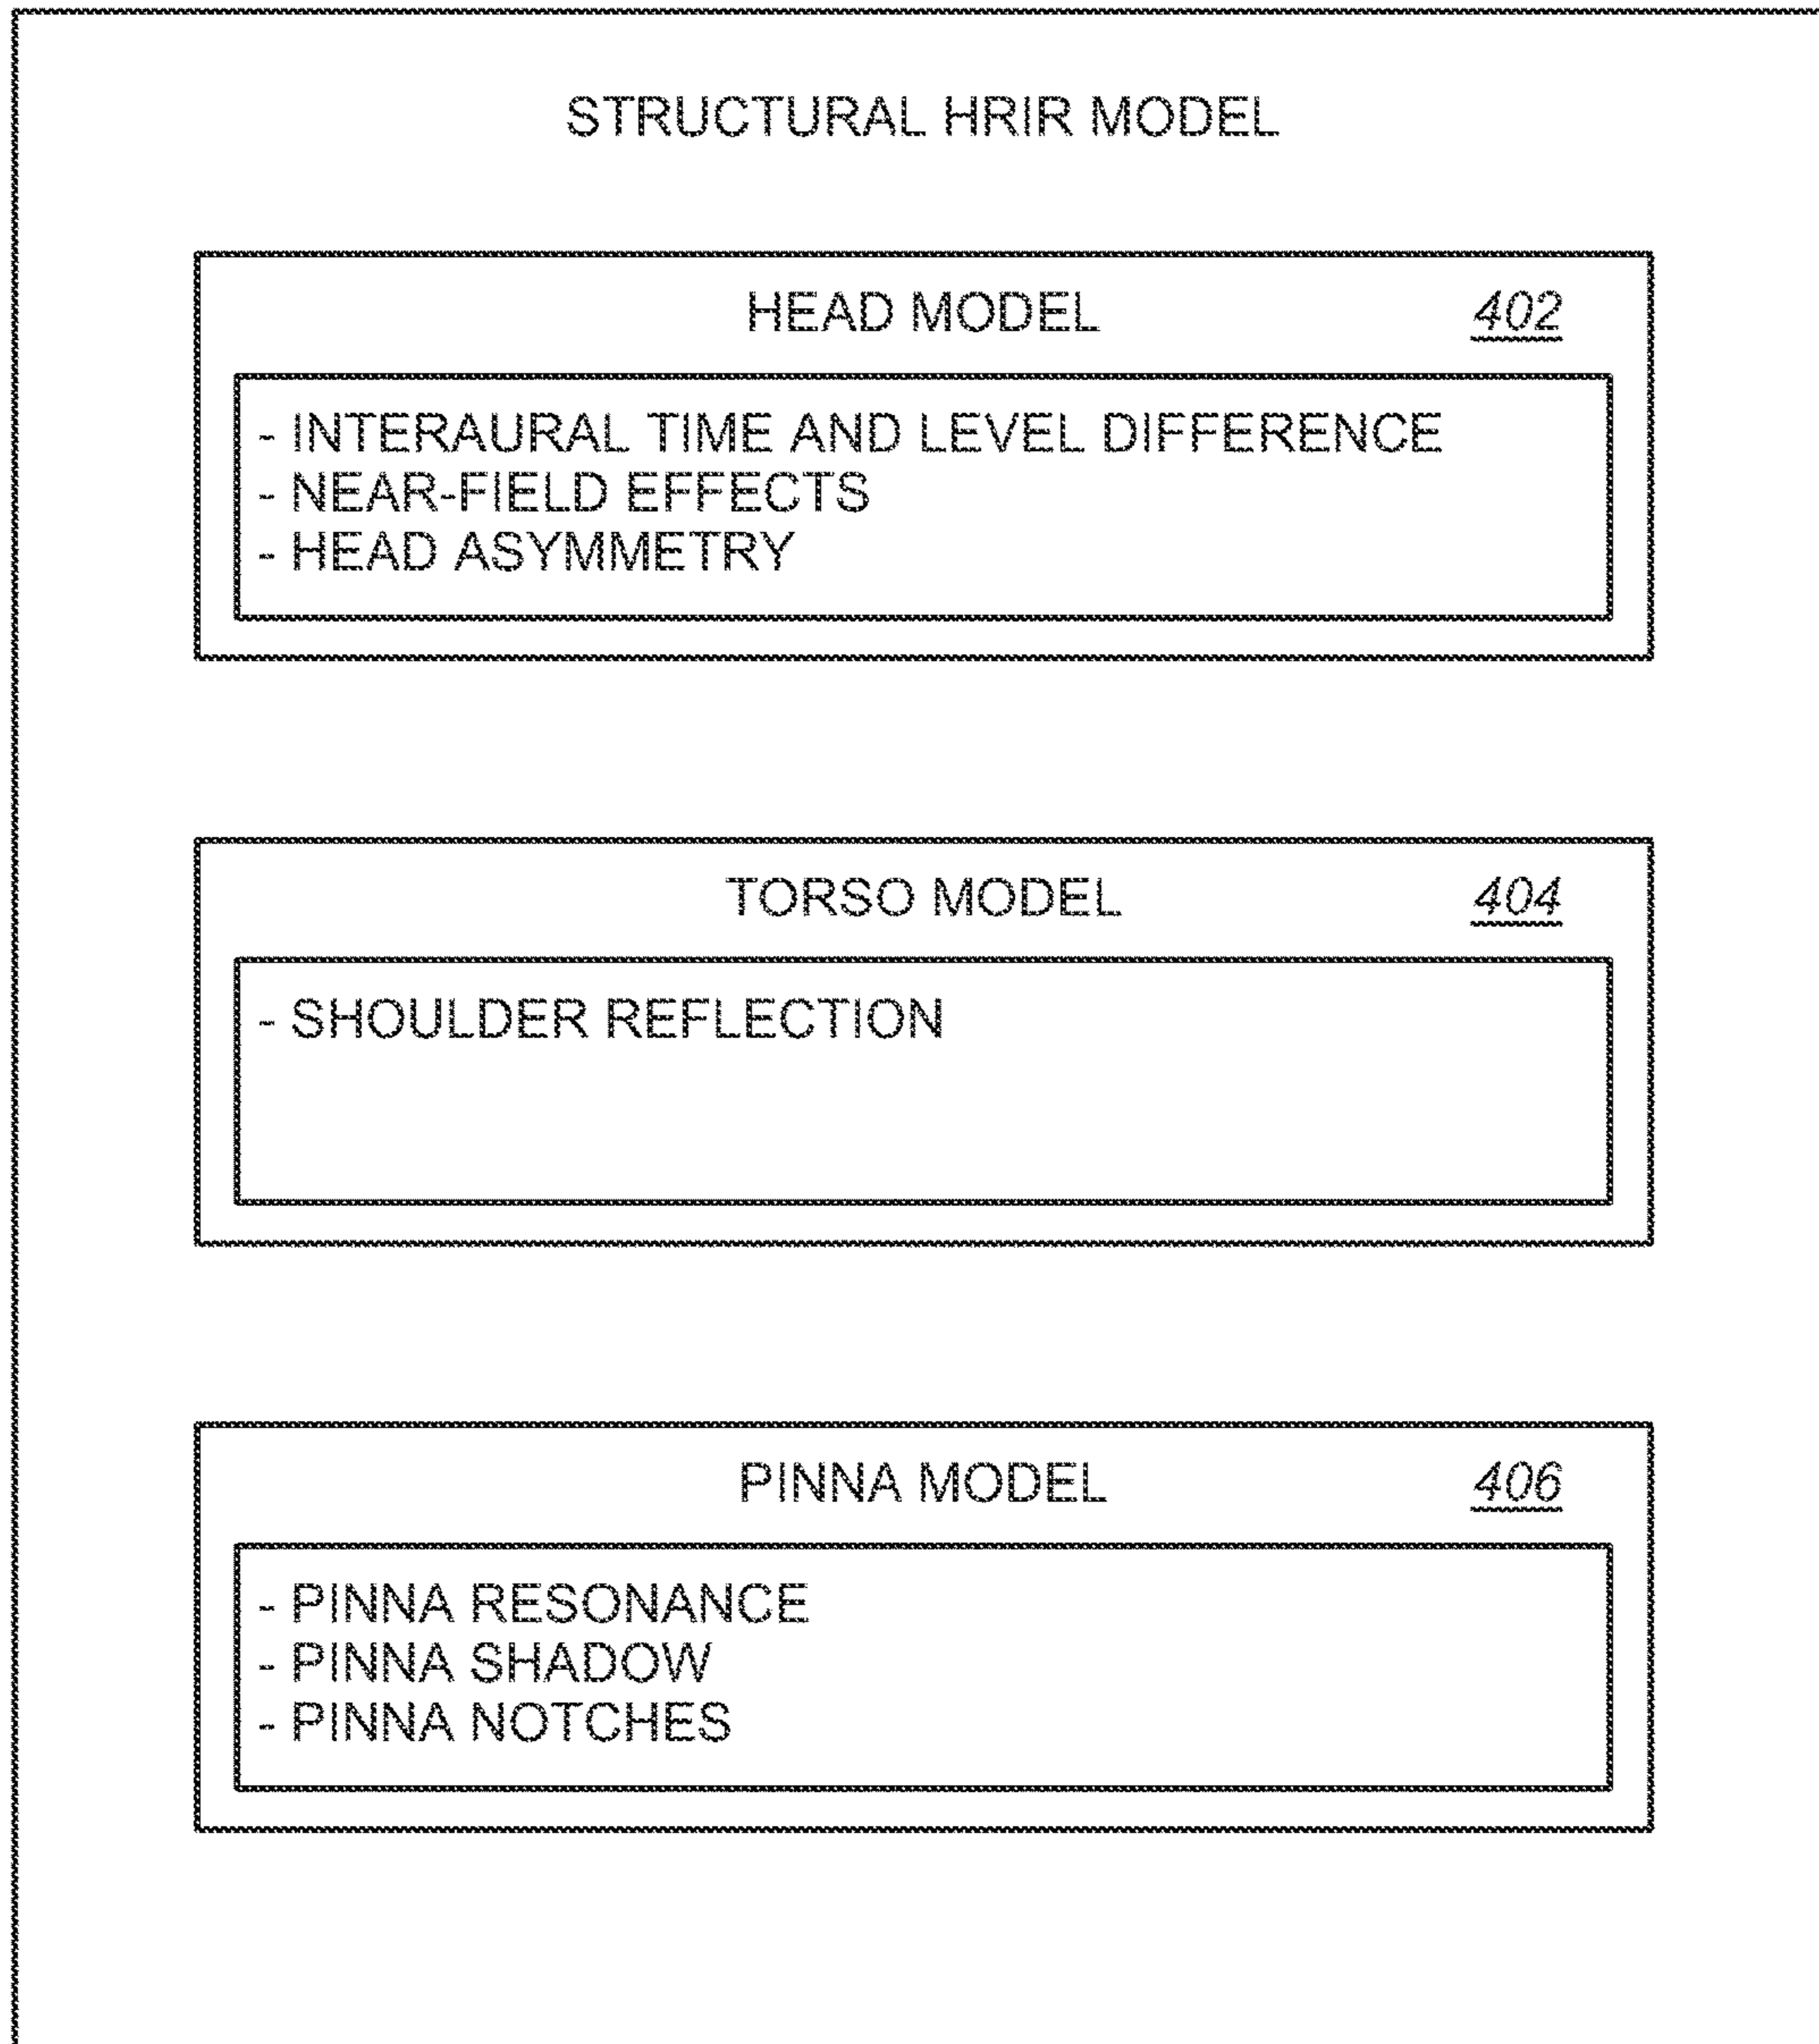 STRUCTURAL HRIR MODEL
HEAD MODEL 402
- INTERAURAL TIME AND LEVEL DIFFERENCE
- NEAR-FIELD EFFECTS
- HEAD ASYMMETRY
TORSO MODEL 404
- SHOULDER REFLECTION
PINNA MODEL 406
- PINNA RESONANCE
- PINNA SHADOW
- PINNA NOTCHES